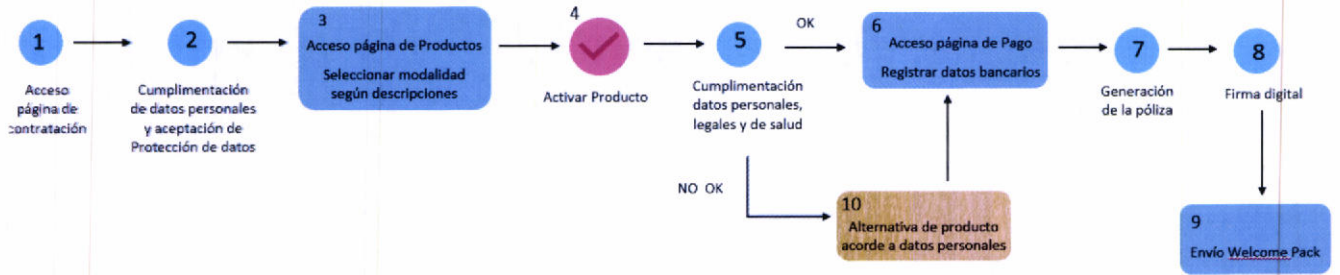 1
Acceso
página de
contratación
2
Cumplimentación
de datos personales
y aceptación de
Protección de datos
3
Acceso página de Productos
Seleccionar modalidad
según descripciones
4
Activar Producto
5
Cumplimentación
datos personales,
legales y de salud
OK
NO OK
6
Acceso página de Pago
Registrar datos bancarios
7
Generación
de la póliza
8
Firma digital
9
Envío Welcome Pack
10
Alternativa de producto
acorde a datos personales